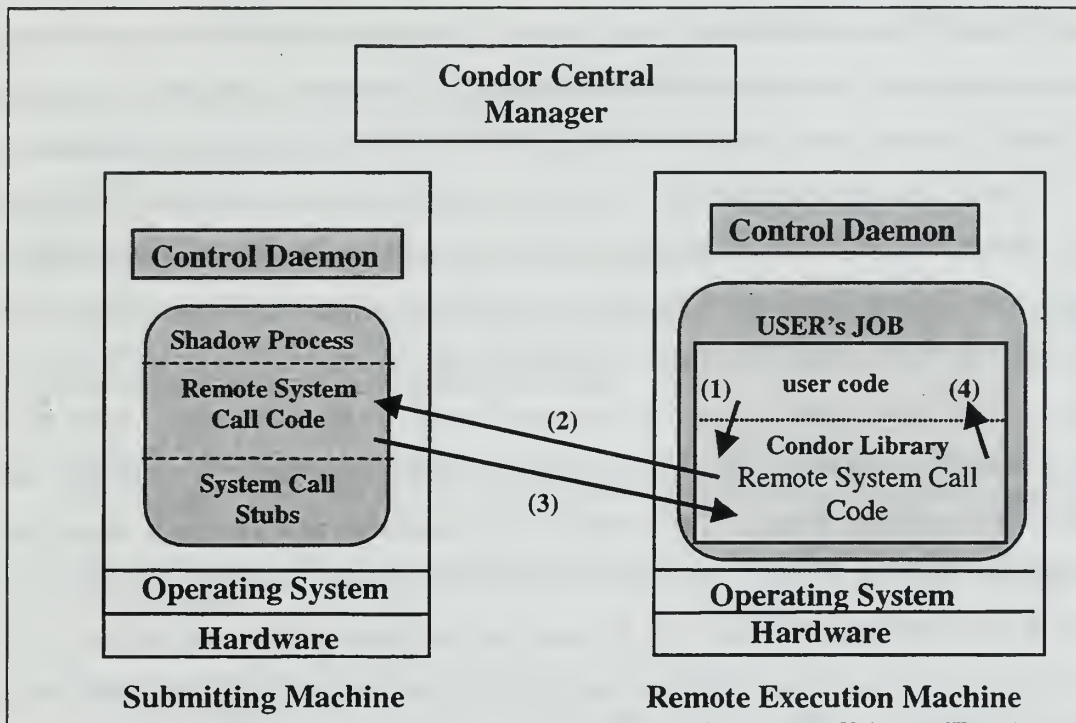 Condor Central
Manager
Control Daemon
Shadow Process
Remote System
Call Code
System Call
Stubs
Operating System
Hardware
Submitting Machine
(2)
(3)
Control Daemon
USER's JOB
(1)
user code
(4)
Condor Library
Remote System Call
Code
Operating System
Hardware
Remote Execution Machine